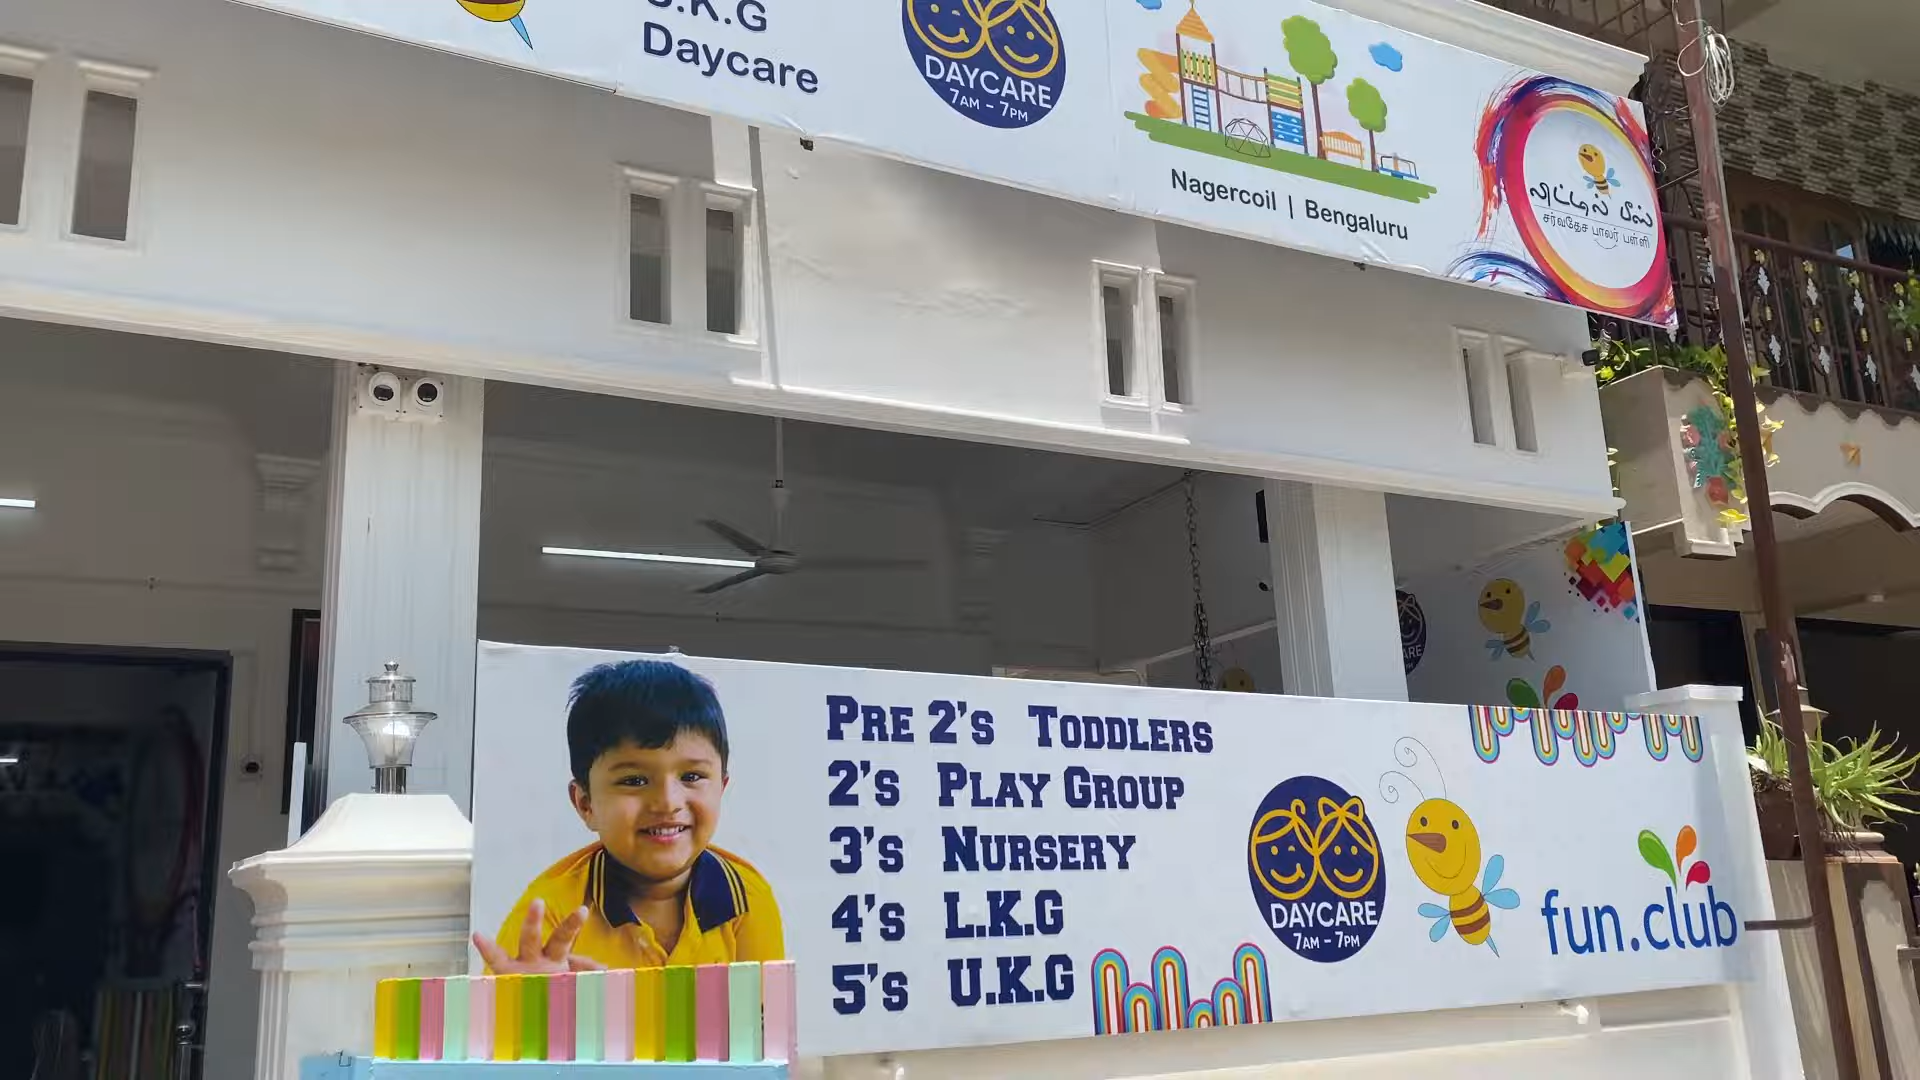 U.K.G
Daycare
DAYCARE
7AM - 7PM
Nagercoil | Bengaluru
லிட்டில் பீஸ்
சர்வதேச பாலர் பள்ளி
PRE 2's TODDLERS
2's PLAY GROUP
3's NURSERY
4's L.K.G
5's U.K.G
DAYCARE
7AM - 7PM
fun.club